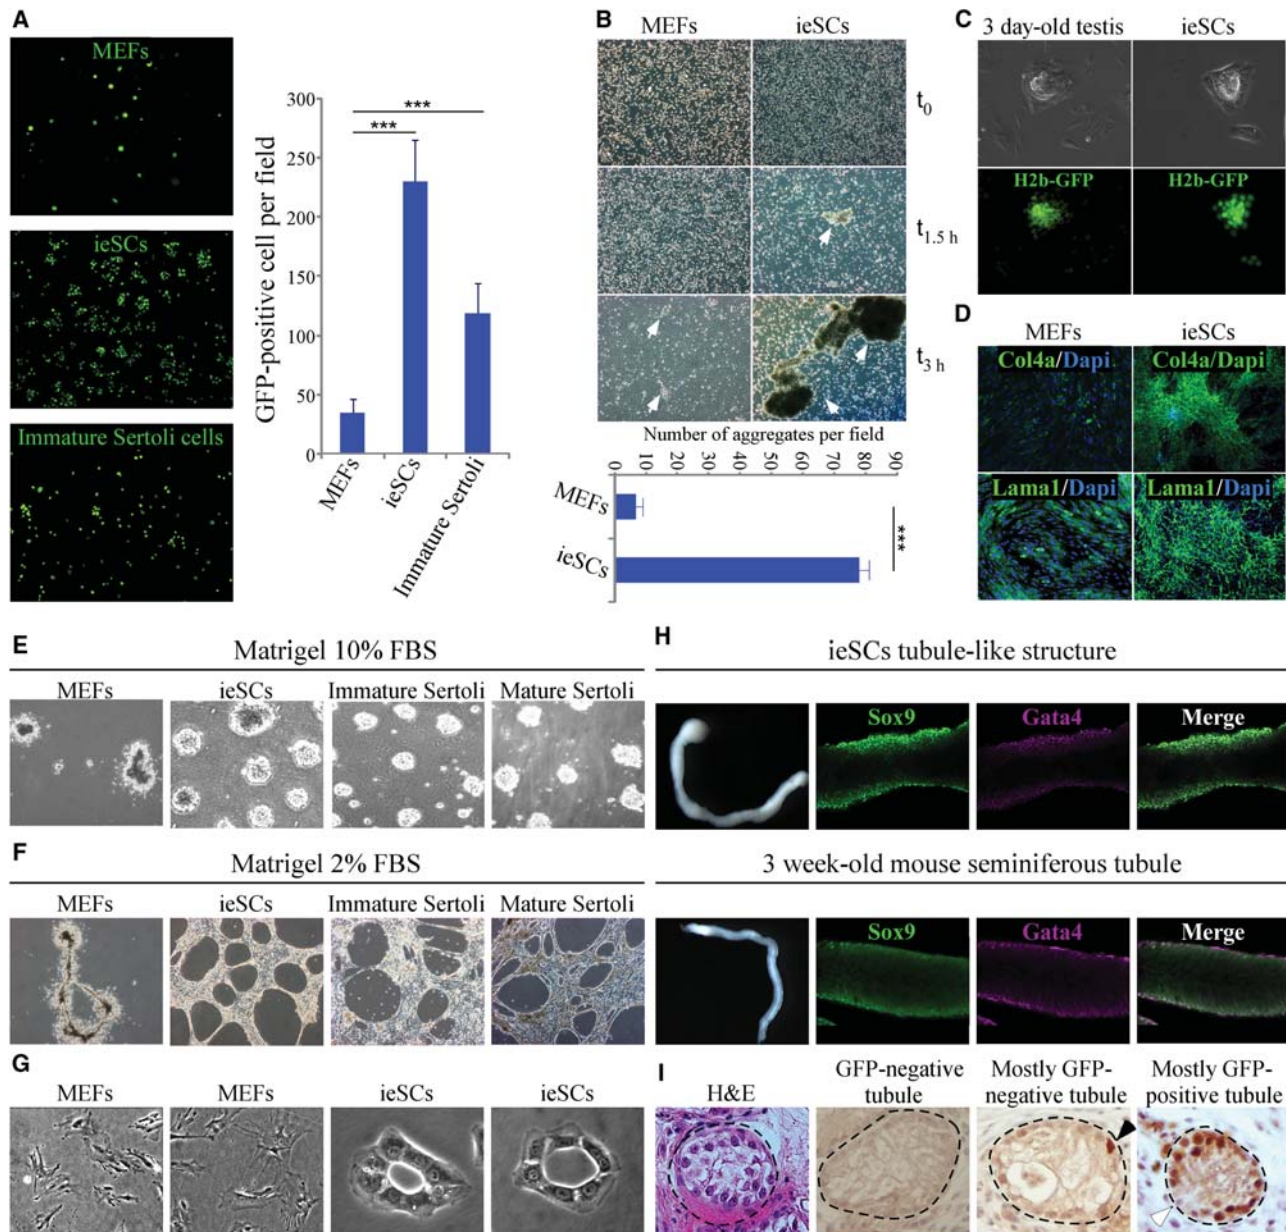 A
MEFs
ieSCs
Immature Sertoli cells
GFP-positive cell per field
300
250
200
150
100
50
0
***
***
MEFs
ieSCs
Immature Sertoli
B
MEFs
ieSCs
t0
t1.5 h
t3 h
Number of aggregates per field
0
10
20
30
40
50
60
70
80
90
MEFs
ieSCs
***
C
3 day-old testis
ieSCs
H2b-GFP
H2b-GFP
D
MEFs
ieSCs
Col4a/Dapi
Col4a/Dapi
Lama1/Dapi
Lama1/Dapi
E
Matrigel 10% FBS
MEFs
ieSCs
Immature Sertoli
Mature Sertoli
F
Matrigel 2% FBS
MEFs
ieSCs
Immature Sertoli
Mature Sertoli
G
MEFs
MEFs
ieSCs
ieSCs
H
ieSCs tubule-like structure
Sox9
Gata4
Merge
3 week-old mouse seminiferous tubule
Sox9
Gata4
Merge
I
H&E
GFP-negative
tubule
Mostly GFP-
negative tubule
Mostly GFP-
positive tubule